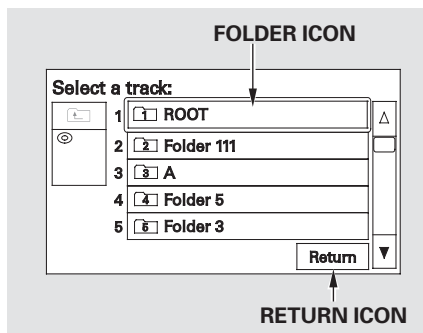 FOLDER ICON
Select a track:
1 1 ROOT
2 2 Folder 111
3 3 A
4 4 Folder 5
5 5 Folder 3
Return
RETURN ICON